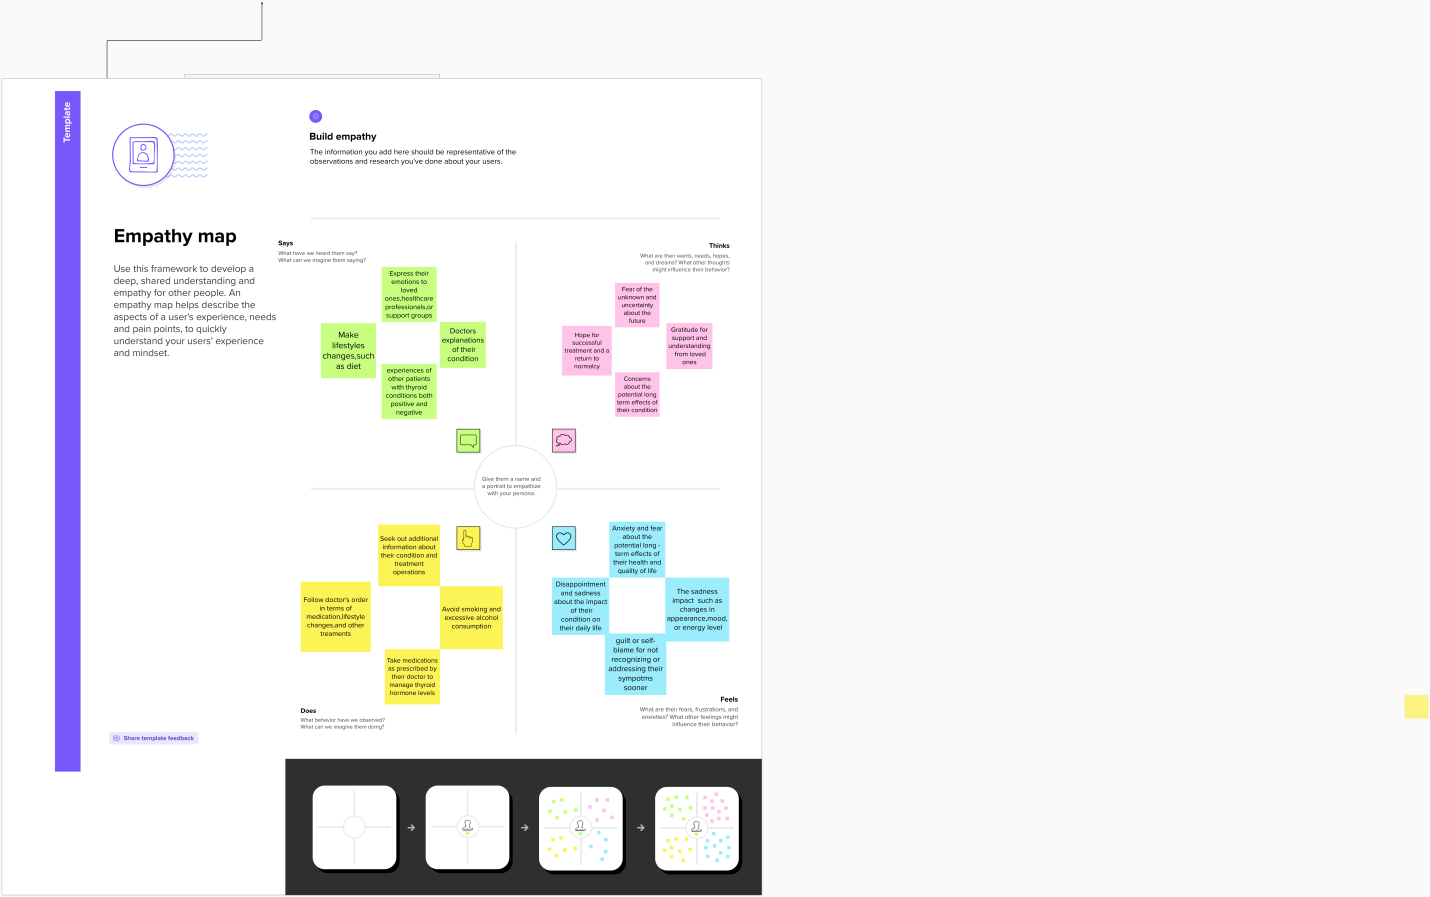 Template
Build empathy
The information you add here should be representative of the
observations and research you've done about your users.
Empathy map
Use this framework to develop a
deep, shared understanding and
empathy for other people. An
empathy map helps describe the
aspects of a user's experience, needs
and pain points, to quickly
understand your users' experience
and mindset.
Says
What have we heard them say?
What can we magine them saying?
Express their
emotions to
loved
ones,healthcare
professionals,or
support groups
Make
lifestyles
changes,such
as diet
Doctors
explanations
of their
condition
experiences of
other patients
with thyroid
conditions both
positive and
negative
Thinks
What are their wants, needs, hopes,
and dreams? What other thoughts
might influence their behavior?
Fear of the
unknown and
uncertainty
about the
future
Hope for
successful
treatment and a
return to
normalcy
Gratitude for
support and
understanding
from loved
ones
Concerns
about the
potential long
term effects of
their condition
Give them a name and
a portrait to empathize
with your persona.
Seek out additional
information about
their condition and
treatment
operations
Follow doctor's order
in terms of
medication,lifestyle
changes,and other
treaments
Avoid smoking and
excessive alcohol
consumption
Take medications
as prescribed by
their doctor to
manage thyroid
hormone levels
Does
What behavior have we observed?
What can we imagine them doing?
Anxiety and fear
about the
potential long -
term effects of
their health and
quality of life
Disappointment
and sadness
about the impact
of their
condition on
their daily life
The sadness
impact such as
changes in
appearance,mood,
or energy level
guilt or self-
blame for not
recognizing or
addressing their
sympotms
sooner
Feels
What are their fears, frustrations, and
anxieties? What other feelings might
influence their behavior?
Share template feedback